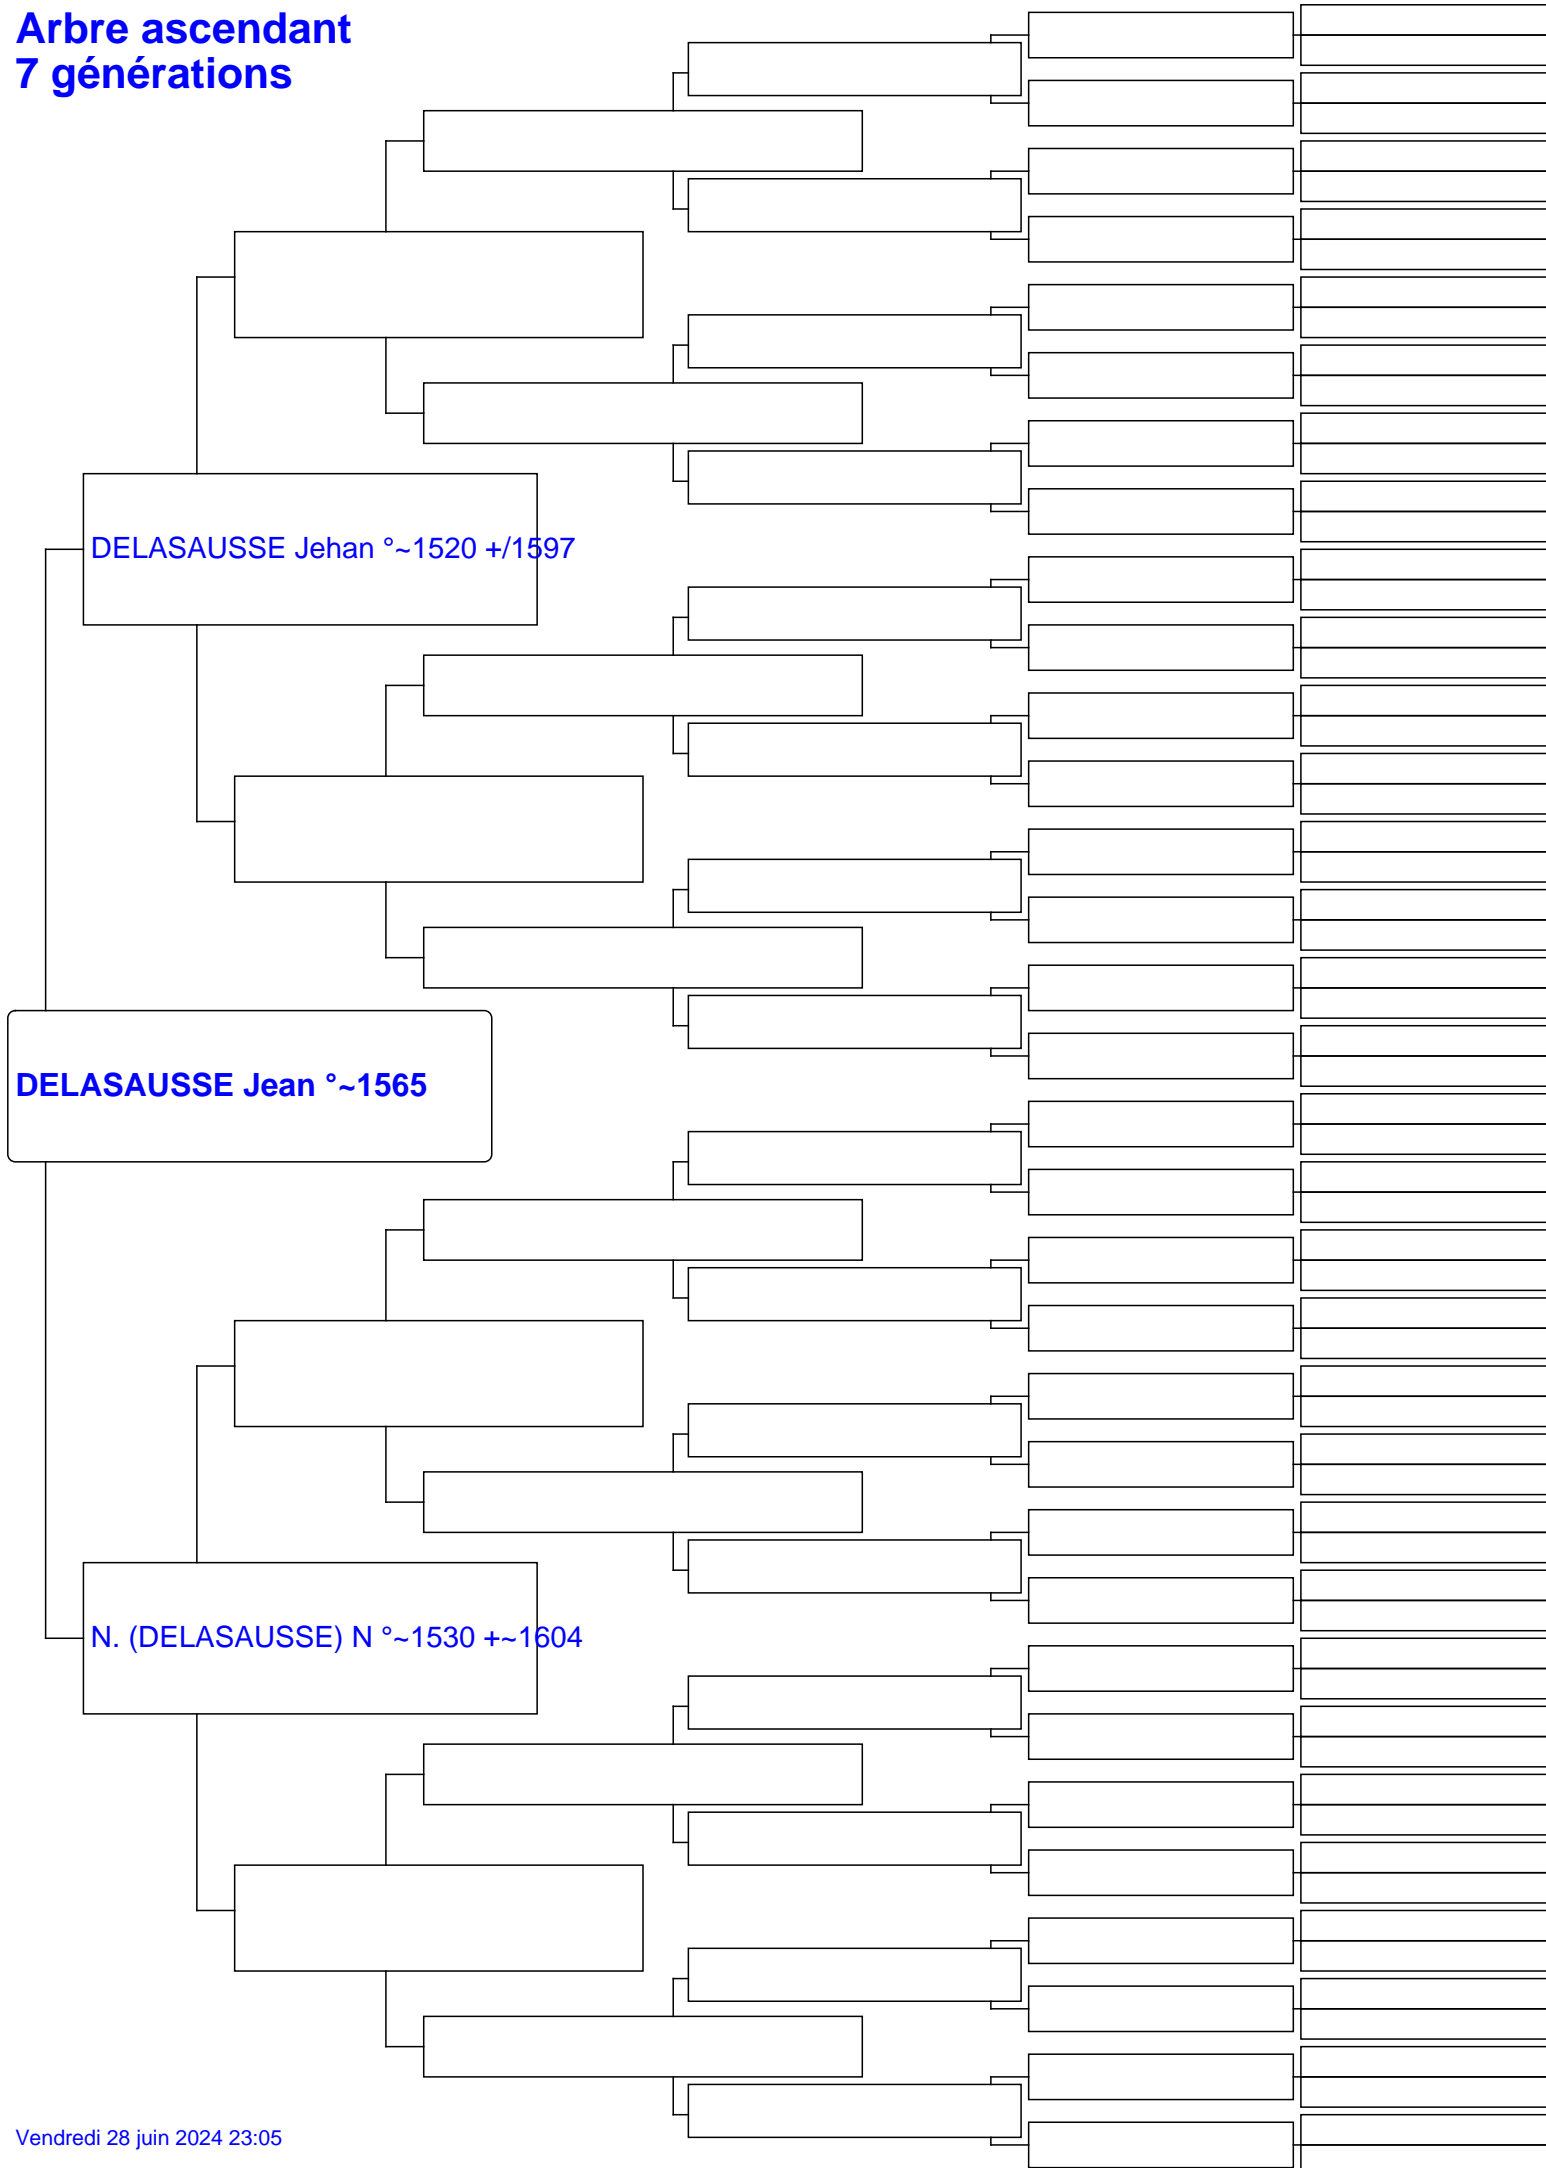 Arbre ascendant
7 générations
DELASAUSSE Jehan °~1520 +/1597
DELASAUSSE Jean °~1565
N. (DELASAUSSE) N °~1530 +~1604
Vendredi 28 juin 2024 23:05